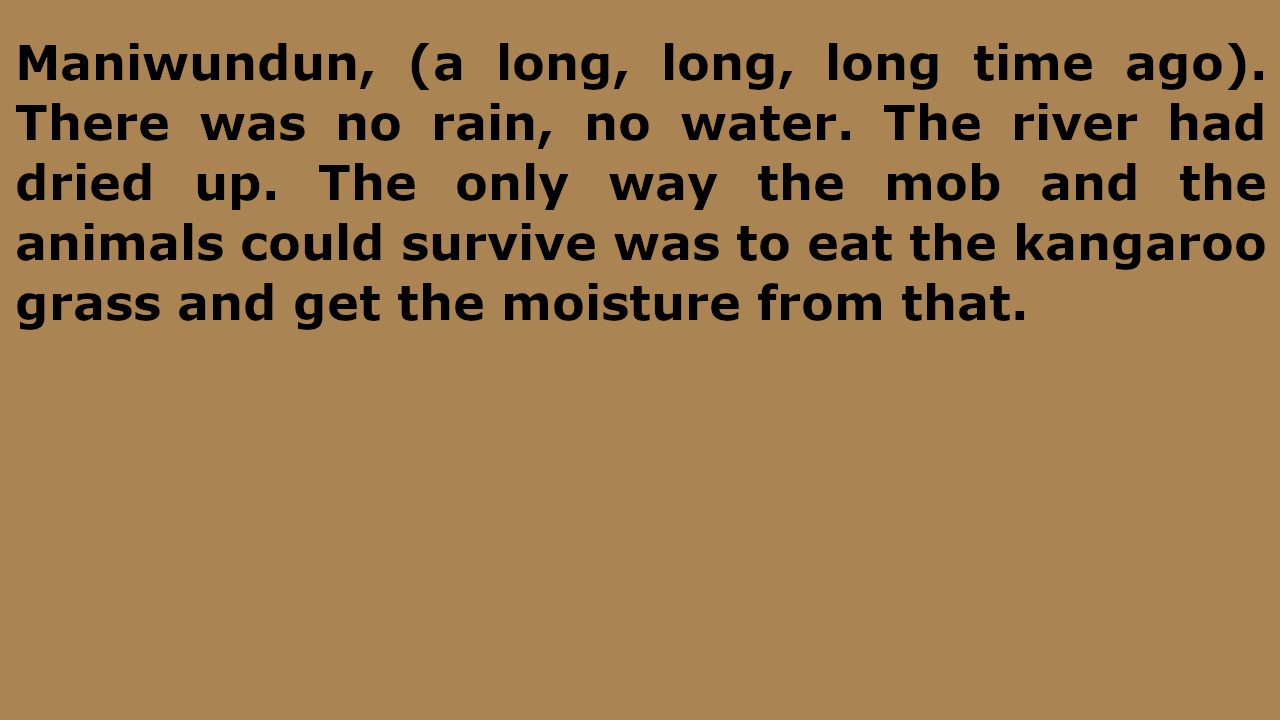 Maniwundun, (a long, long, long time ago).
There was no rain, no water. The river had
dried up. The only way the mob and the
animals could survive was to eat the kangaroo
grass and get the moisture from that.